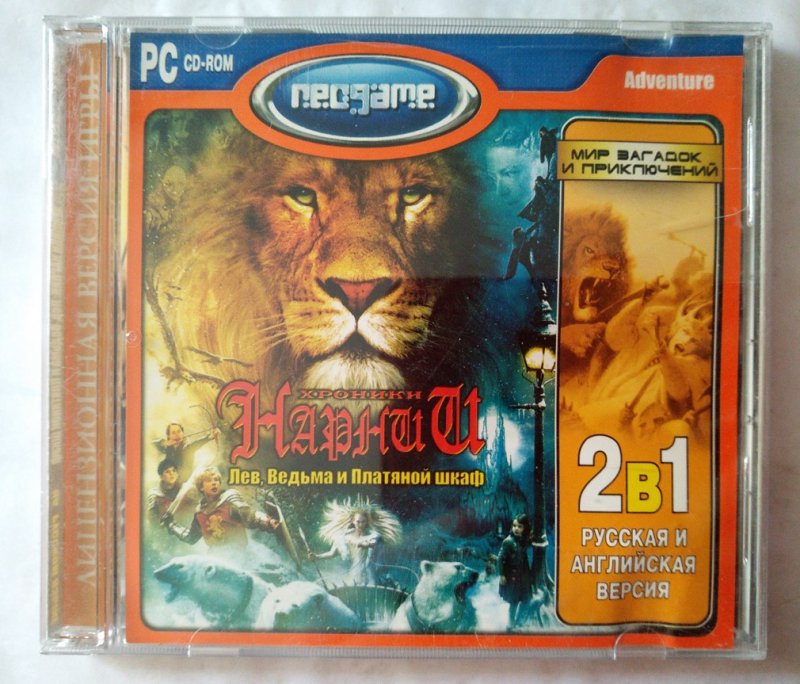 PC CD-ROM
neogame
Adventure
МИР ЗАГАДОК
И ПРИКЛЮЧЕНИЙ
ХРОНИКИ
НАРНИИ
Лев, Ведьма и Платяной шкаф
2в1
РУССКАЯ И
АНГЛИЙСКАЯ
ВЕРСИЯ
ЛИЦЕНЗИОННАЯ ВЕРСИЯ ИГРЫ